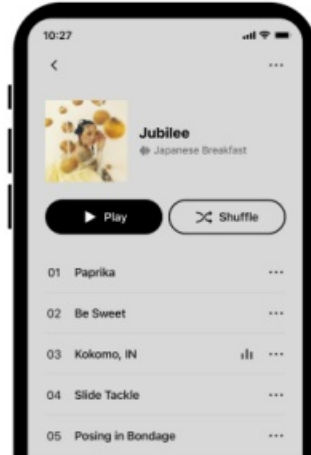 10:27
Jubilee
Japanese Breakfast
Play
Shuffle
01 Paprika
02 Be Sweet
03 Kokomo, IN
04 Slide Tackle
05 Posing in Bondage